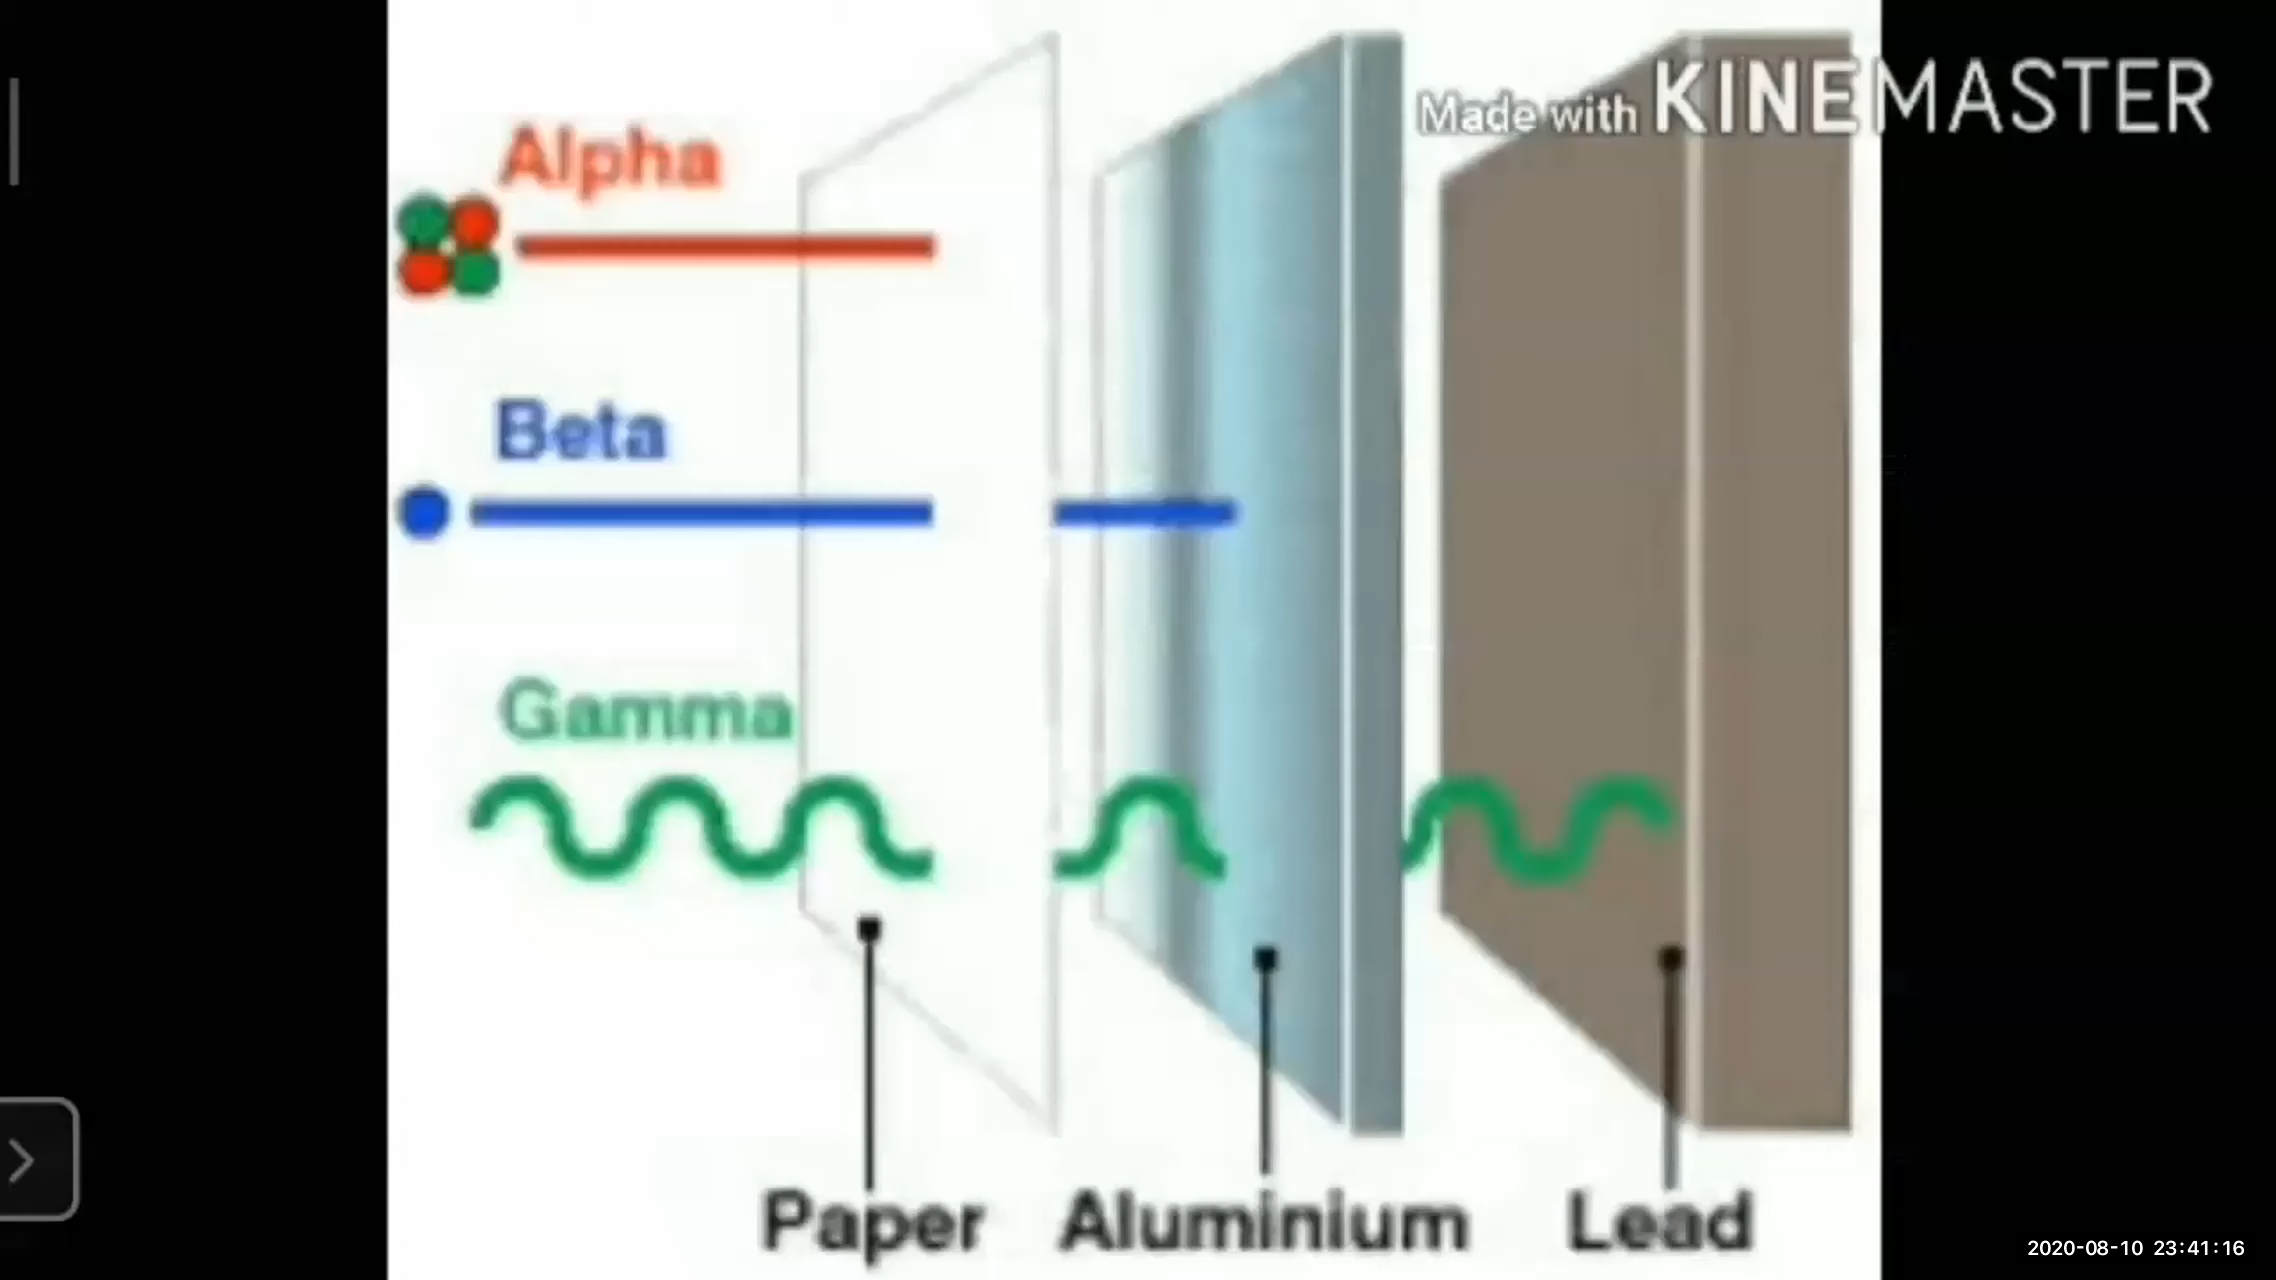 Made with KINEMASTER
Alpha
Beta
Gamma
Paper Aluminium Lead
2020-08-10 23:41:16